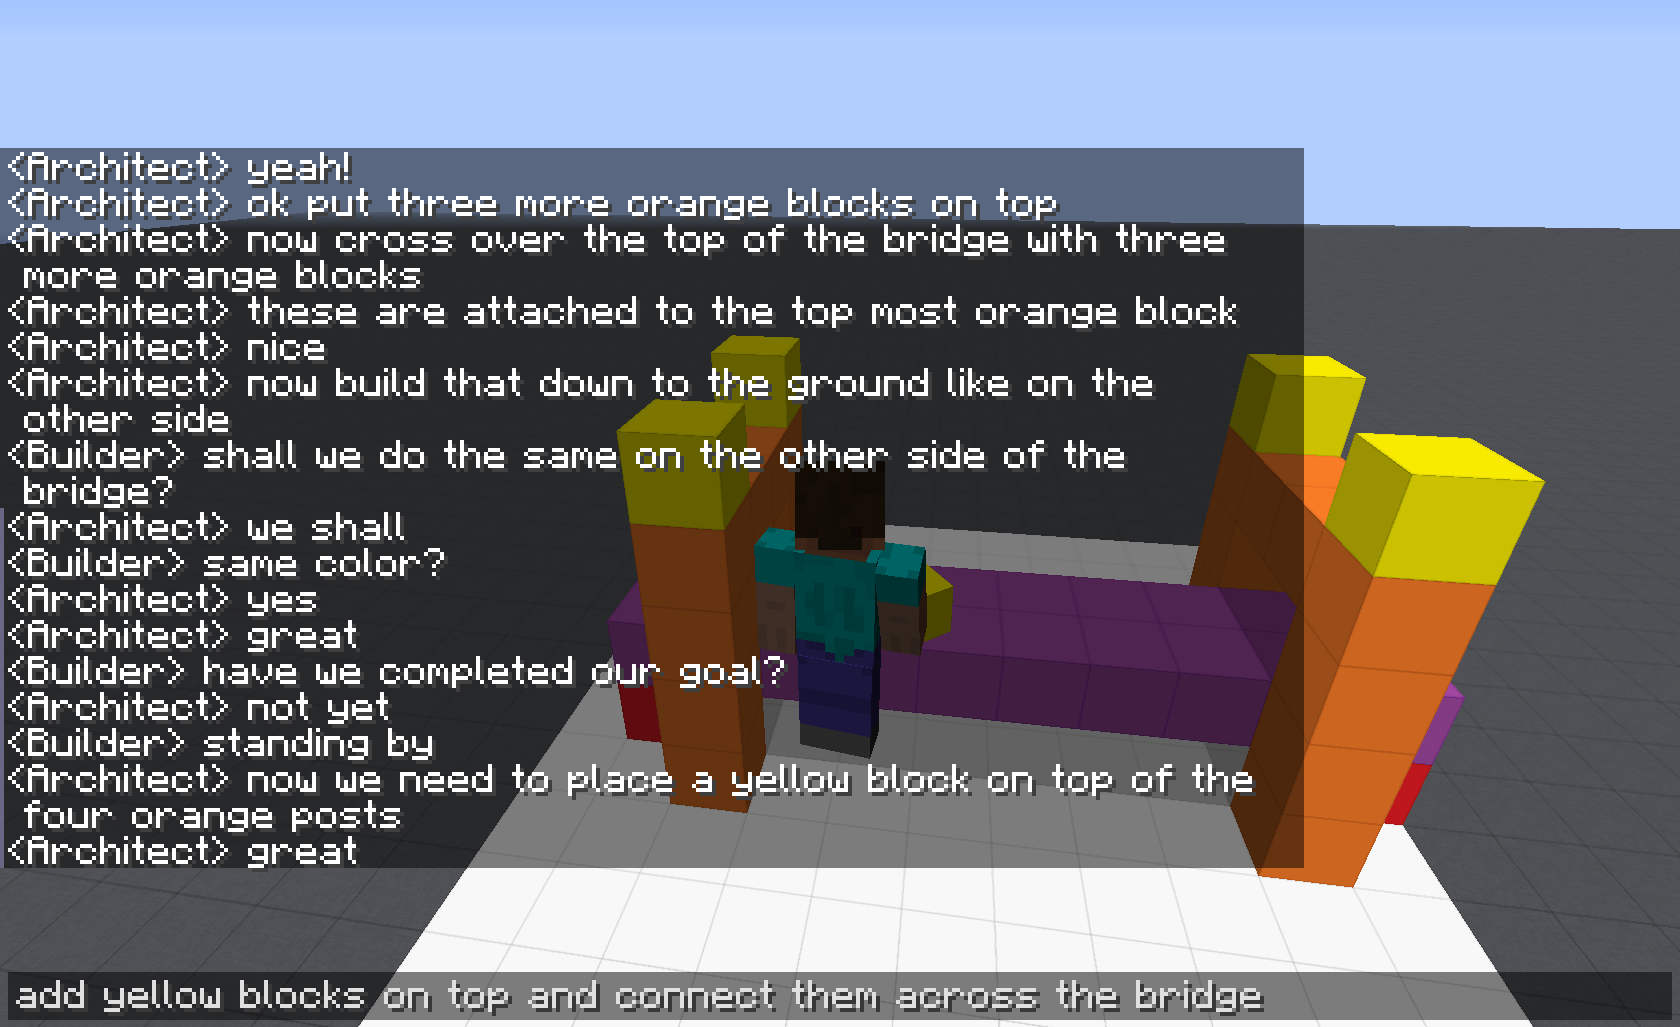 <Architect> yeah!
<Architect> ok put three more orange blocks on top
<Architect> now cross over the top of the bridge with three
more orange blocks
<Architect> these are attached to the top most orange block
<Architect> nice
<Architect> now build that down to the ground like on the
other side
<Builder> shall we do the same on the other side of the
bridge?
<Architect> we shall
<Builder> same color?
<Architect> yes
<Architect> great
<Builder> have we completed our goal?
<Architect> not yet
<Builder> standing by
<Architect> now we need to place a yellow block on top of the
four orange posts
<Architect> great
add yellow blocks on top and connect them across the bridge